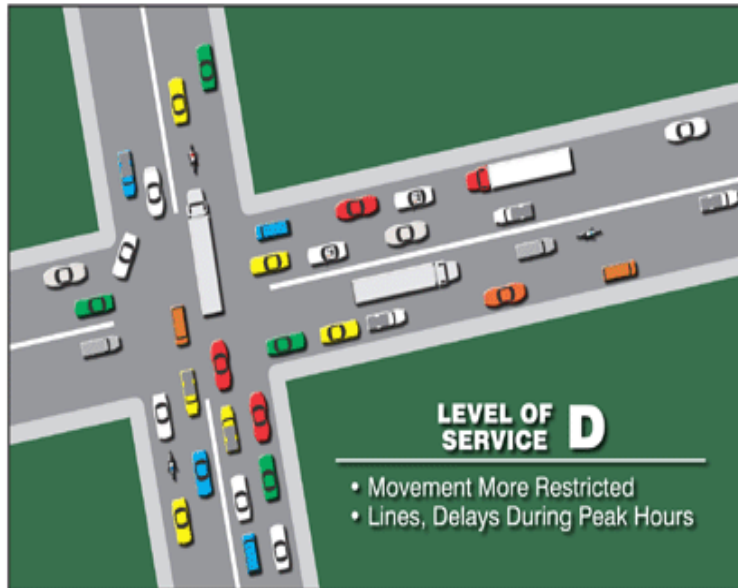 LEVEL OF
SERVICE D
• Movement More Restricted
• Lines, Delays During Peak Hours